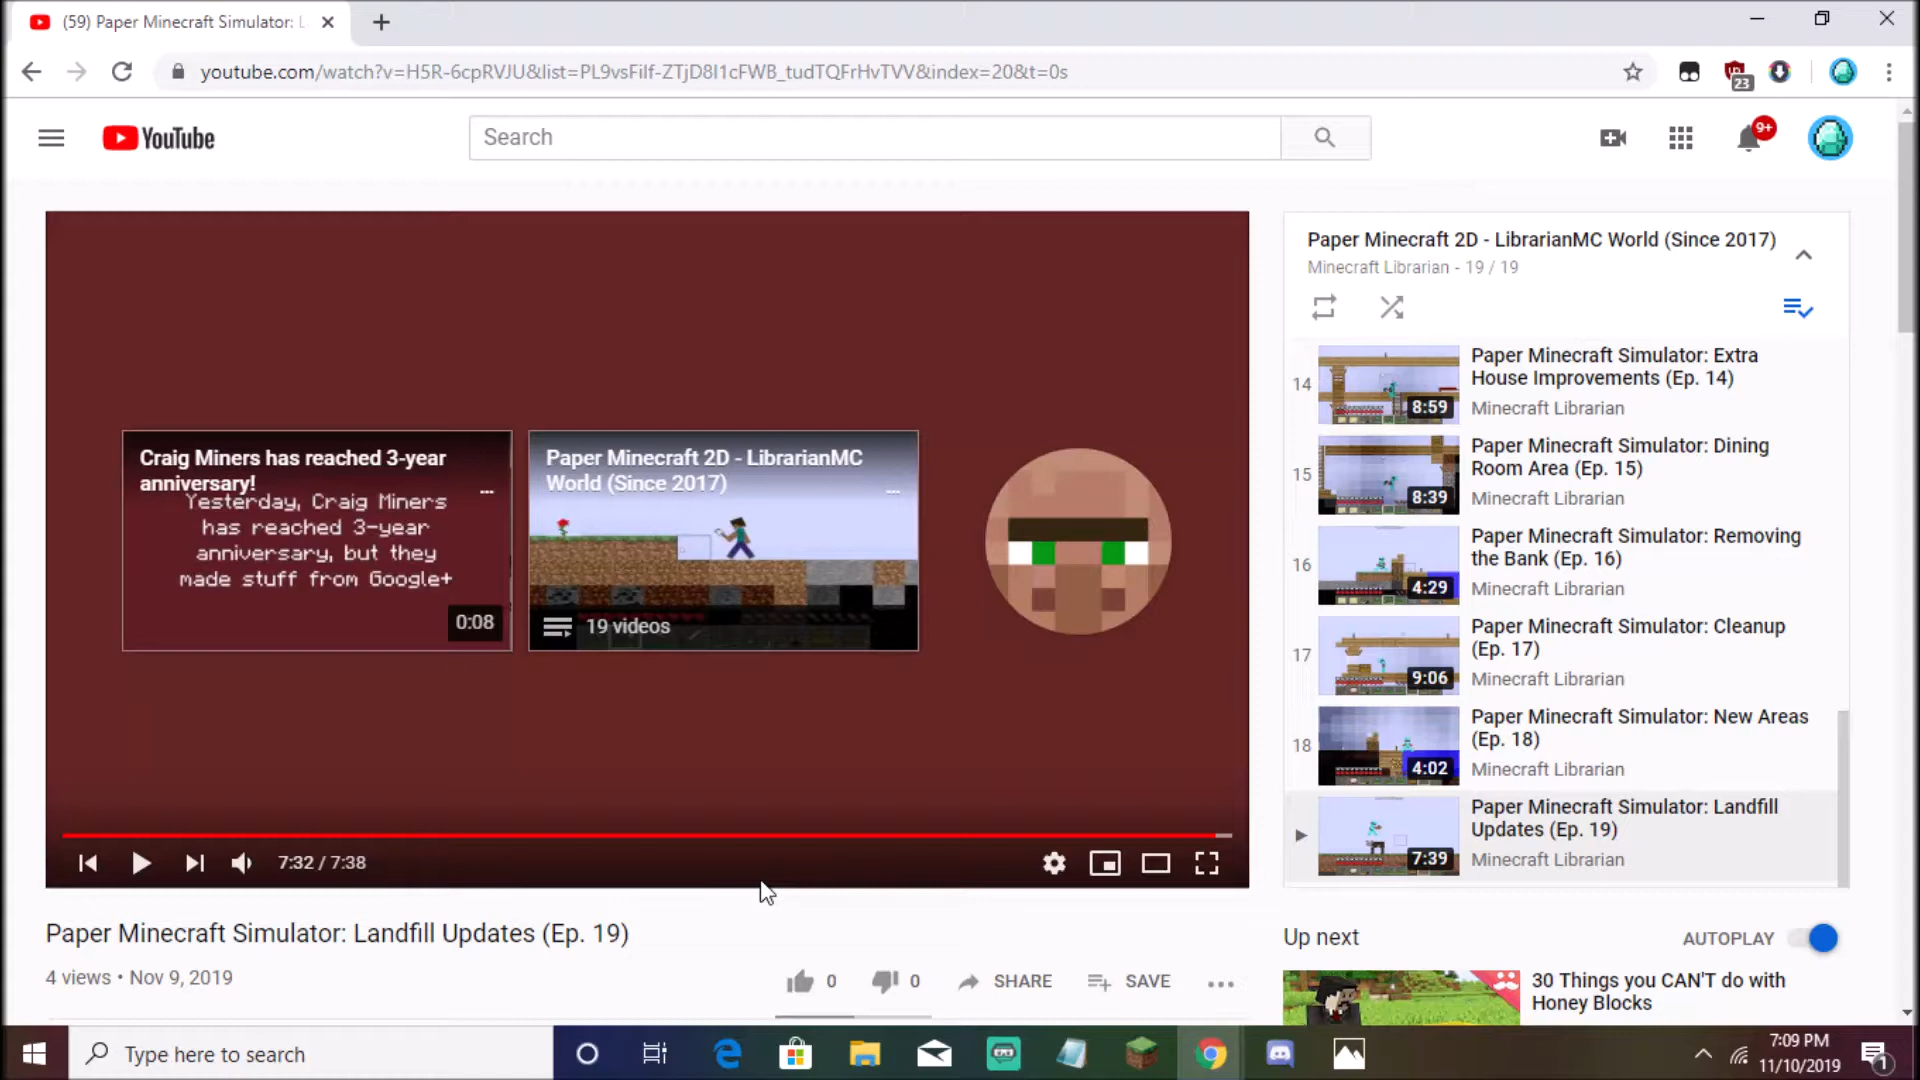 (59) Paper Minecraft Simulator: L
youtube.com/watch?v=H5R-6cpRVJU&list=PL9vsFiIf-ZTjD8I1cFWB_tudTQFrHvTVV&index=20&t=0s
23
YouTube
Search
9+
Craig Miners has reached 3-year
anniversary!
Yesterday, Craig Miners
has reached 3-year
anniversary, but they
made stuff from Google+
0:08
Paper Minecraft 2D - LibrarianMC
World (Since 2017)
19 videos
7:32 / 7:38
Paper Minecraft Simulator: Landfill Updates (Ep. 19)
4 views • Nov 9, 2019
0
0
SHARE
SAVE
Paper Minecraft 2D - LibrarianMC World (Since 2017)
Minecraft Librarian - 19 / 19
14
8:59
Paper Minecraft Simulator: Extra
House Improvements (Ep. 14)
Minecraft Librarian
15
8:39
Paper Minecraft Simulator: Dining
Room Area (Ep. 15)
Minecraft Librarian
16
4:29
Paper Minecraft Simulator: Removing
the Bank (Ep. 16)
Minecraft Librarian
17
9:06
Paper Minecraft Simulator: Cleanup
(Ep. 17)
Minecraft Librarian
18
4:02
Paper Minecraft Simulator: New Areas
(Ep. 18)
Minecraft Librarian
7:39
Paper Minecraft Simulator: Landfill
Updates (Ep. 19)
Minecraft Librarian
Up next
AUTOPLAY
30 Things you CAN'T do with
Honey Blocks
Type here to search
7:09 PM
11/10/2019
1